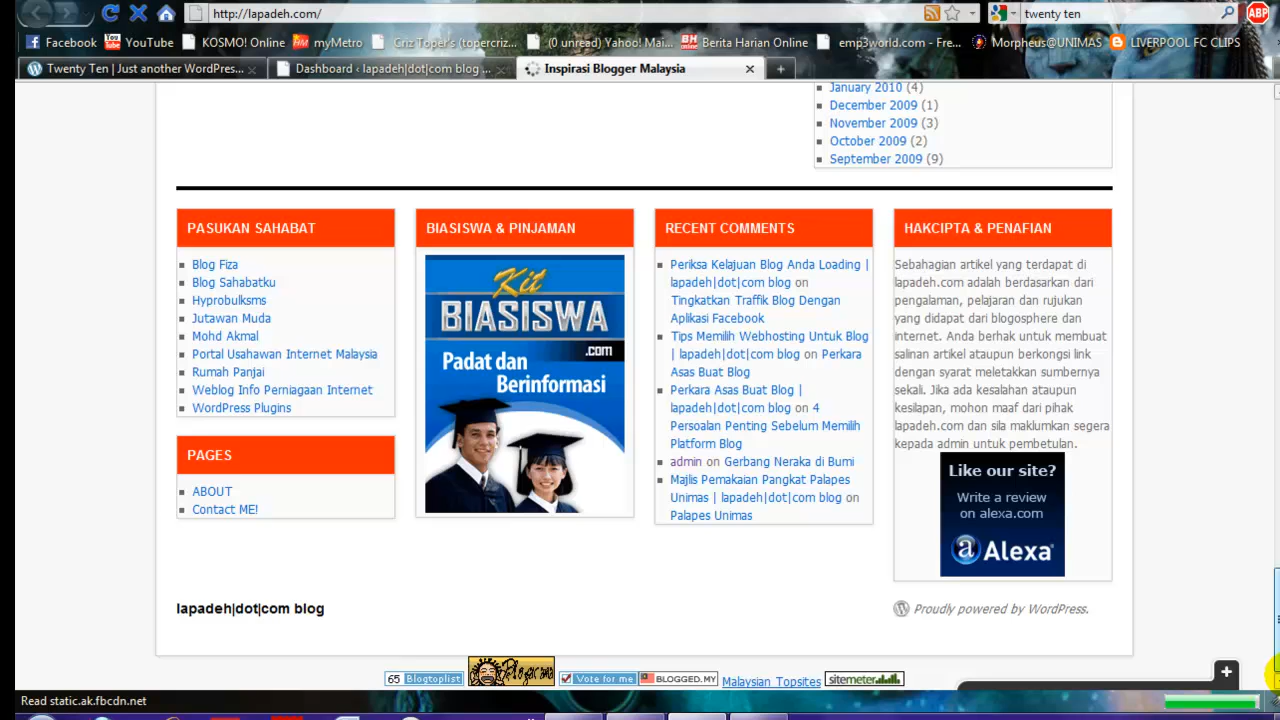 http://lapadeh.com/
twenty ten
ABP
Facebook
YouTube
KOSMO! Online
myMetro
Criz Toper's (topercriz...
(0 unread) Yahoo! Mai...
Berita Harian Online
emp3world.com - Fre...
Morpheus@UNIMAS
LIVERPOOL FC CLIPS
Twenty Ten | Just another WordPres...
Dashboard ‹ lapadeh|dot|com blog ...
Inspirasi Blogger Malaysia
January 2010 (4)
December 2009 (1)
November 2009 (3)
October 2009 (2)
September 2009 (9)
PASUKAN SAHABAT
Blog Fiza
Blog Sahabatku
Hyprobulksms
Jutawan Muda
Mohd Akmal
Portal Usahawan Internet Malaysia
Rumah Panjai
Weblog Info Perniagaan Internet
WordPress Plugins
PAGES
ABOUT
Contact ME!
BIASISWA & PINJAMAN
Kit
BIASISWA
.com
Padat dan
Berinformasi
RECENT COMMENTS
Periksa Kelajuan Blog Anda Loading |
lapadeh|dot|com blog on
Tingkatkan Traffik Blog Dengan
Aplikasi Facebook
Tips Memilih Webhosting Untuk Blog
| lapadeh|dot|com blog on Perkara
Asas Buat Blog
Perkara Asas Buat Blog |
lapadeh|dot|com blog on 4
Persoalan Penting Sebelum Memilih
Platform Blog
admin on Gerbang Neraka di Bumi
Majlis Pemakaian Pangkat Palapes
Unimas | lapadeh|dot|com blog on
Palapes Unimas
HAKCIPTA & PENAFIAN
Sebahagian artikel yang terdapat di
lapadeh.com adalah berdasarkan dari
pengalaman, pelajaran dan rujukan
yang didapat dari blogosphere dan
internet. Anda berhak untuk membuat
salinan artikel ataupun berkongsi link
dengan syarat meletakkan sumbernya
sekali. Jika ada kesalahan ataupun
kesilapan, mohon maaf dari pihak
lapadeh.com dan sila maklumkan segera
kepada admin untuk pembetulan.
Like our site?
Write a review
on alexa.com
Alexa
lapadeh|dot|com blog
Proudly powered by WordPress.
65 Blogtoplist
Vote for me
BLOGGED.MY
Malaysian Topsites
sitemeter
Read static.ak.fbcdn.net